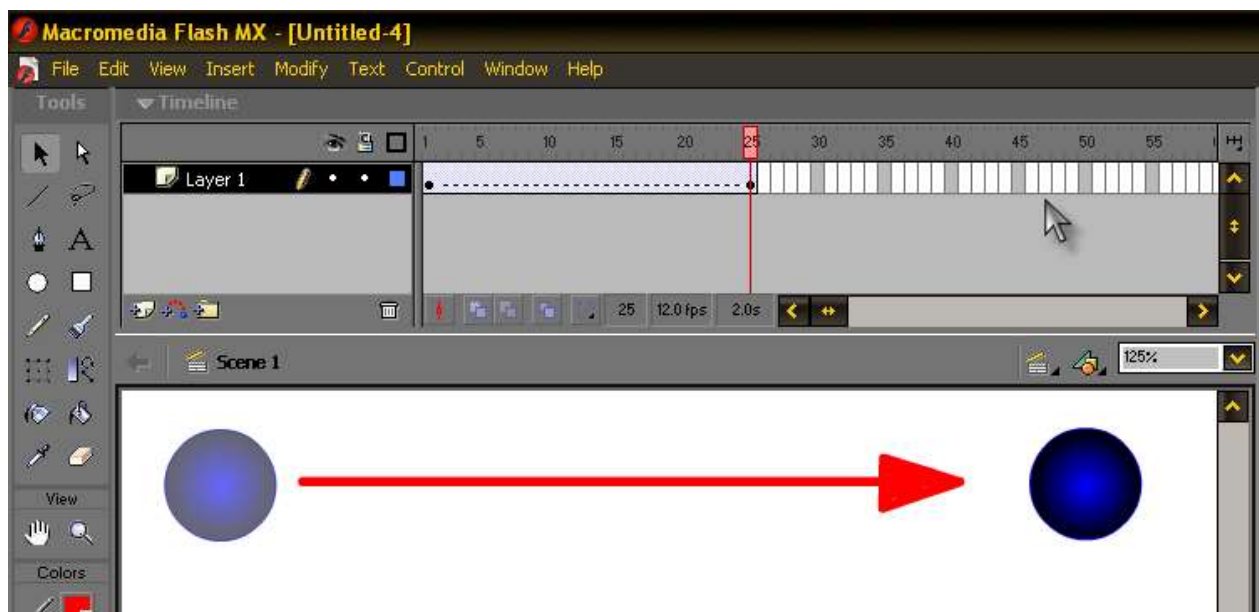 Macromedia Flash MX - [Untitled-4]
File Edit View Insert Modify Text Control Window Help
Tools Timeline
1 5 10 15 20 25 30 35 40 45 50 55
Layer 1
A
25 12.0 fps 2.0s
Scene 1 125%
View
Colors